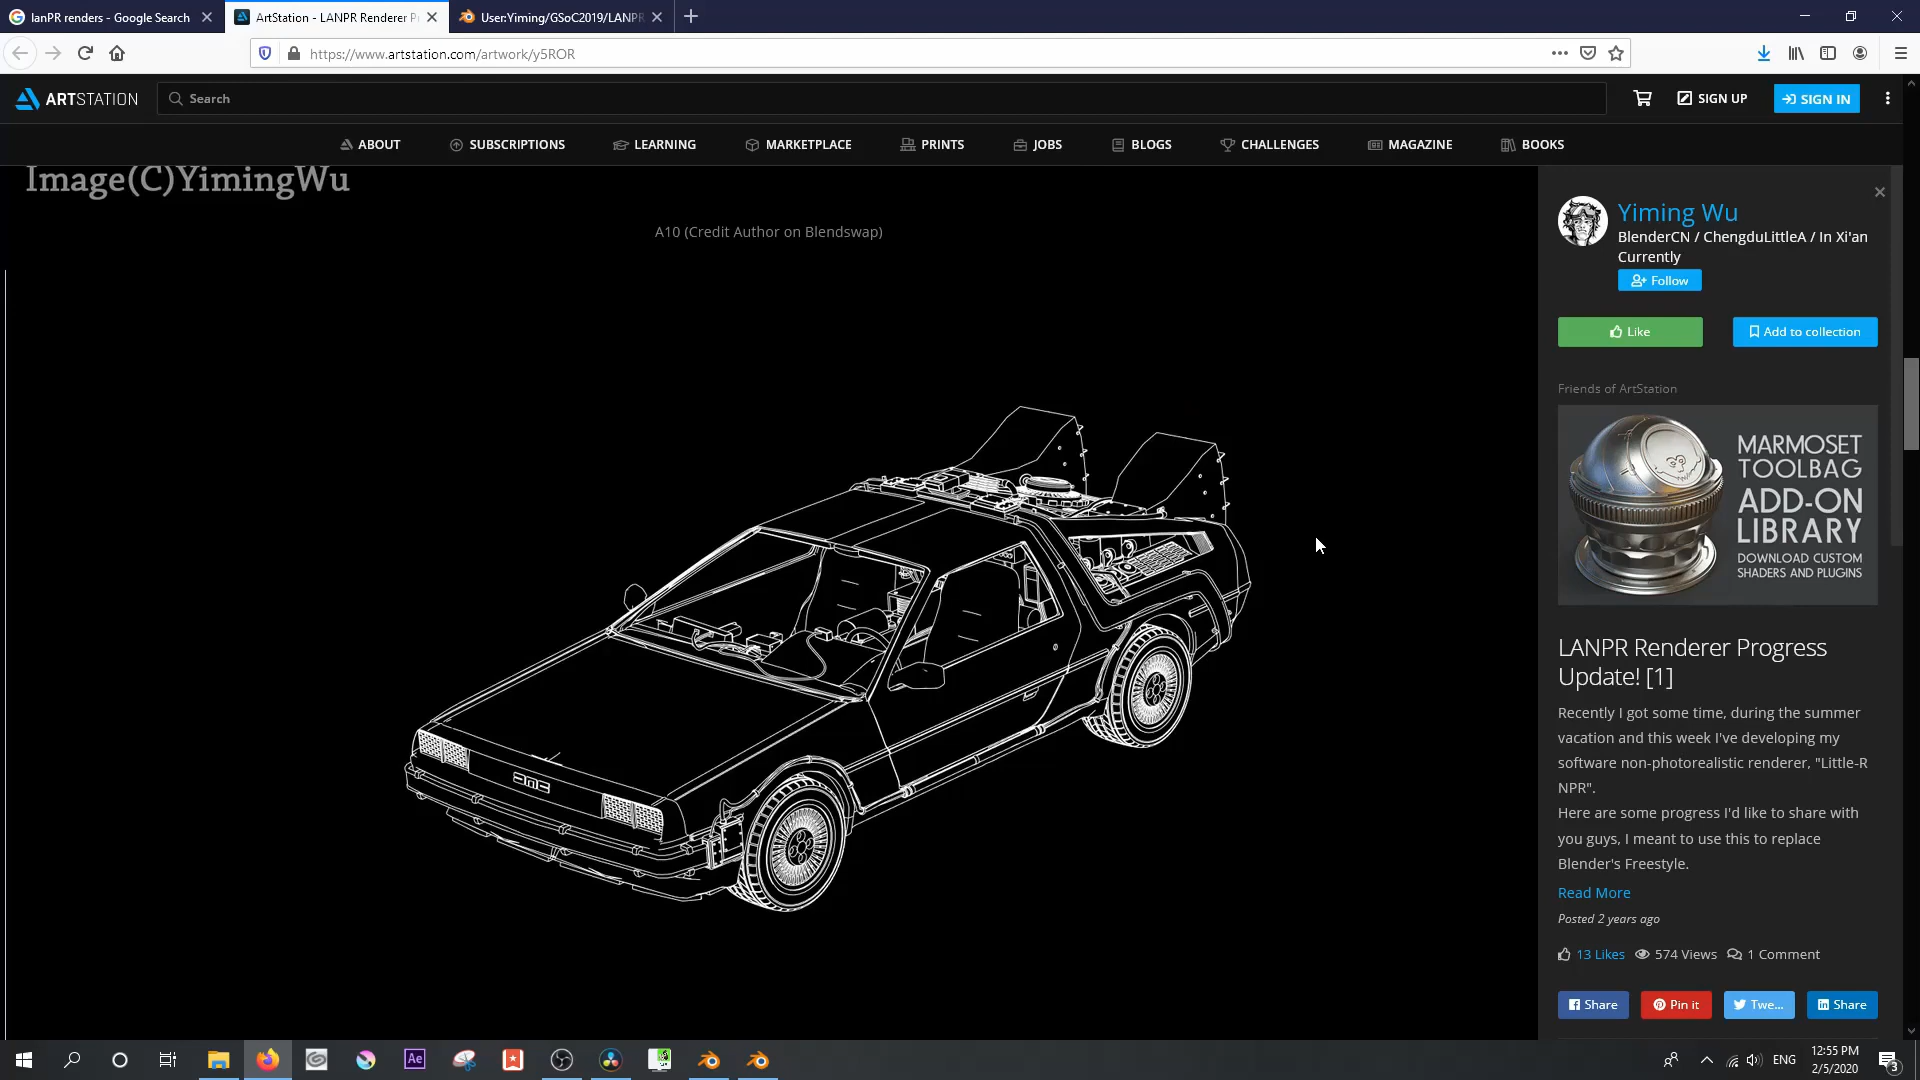 lanPR renders - Google Search
ArtStation - LANPR Renderer P
User:Yiming/GSoC2019/LANPR
https://www.artstation.com/artwork/y5ROR
ARTSTATION
Search
SIGN UP
SIGN IN
ABOUT
SUBSCRIPTIONS
LEARNING
MARKETPLACE
PRINTS
JOBS
BLOGS
CHALLENGES
MAGAZINE
BOOKS
Image(C)YimingWu
A10 (Credit Author on Blendswap)
DMC
Yiming Wu
BlenderCN / ChengduLittleA / In Xi'an
Currently
Follow
Like
Add to collection
Friends of ArtStation
MARMOSET
TOOLBAG
ADD-ON
LIBRARY
DOWNLOAD CUSTOM
SHADERS AND PLUGINS
LANPR Renderer Progress
Update! [1]
Recently I got some time, during the summer
vacation and this week I've developing my
software non-photorealistic renderer, "Little-R
NPR".
Here are some progress I'd like to share with
you guys, I meant to use this to replace
Blender's Freestyle.
Read More
Posted 2 years ago
13 Likes
574 Views
1 Comment
Share
Pin it
Twe...
Share
Ae
ENG
12:55 PM
2/5/2020
3